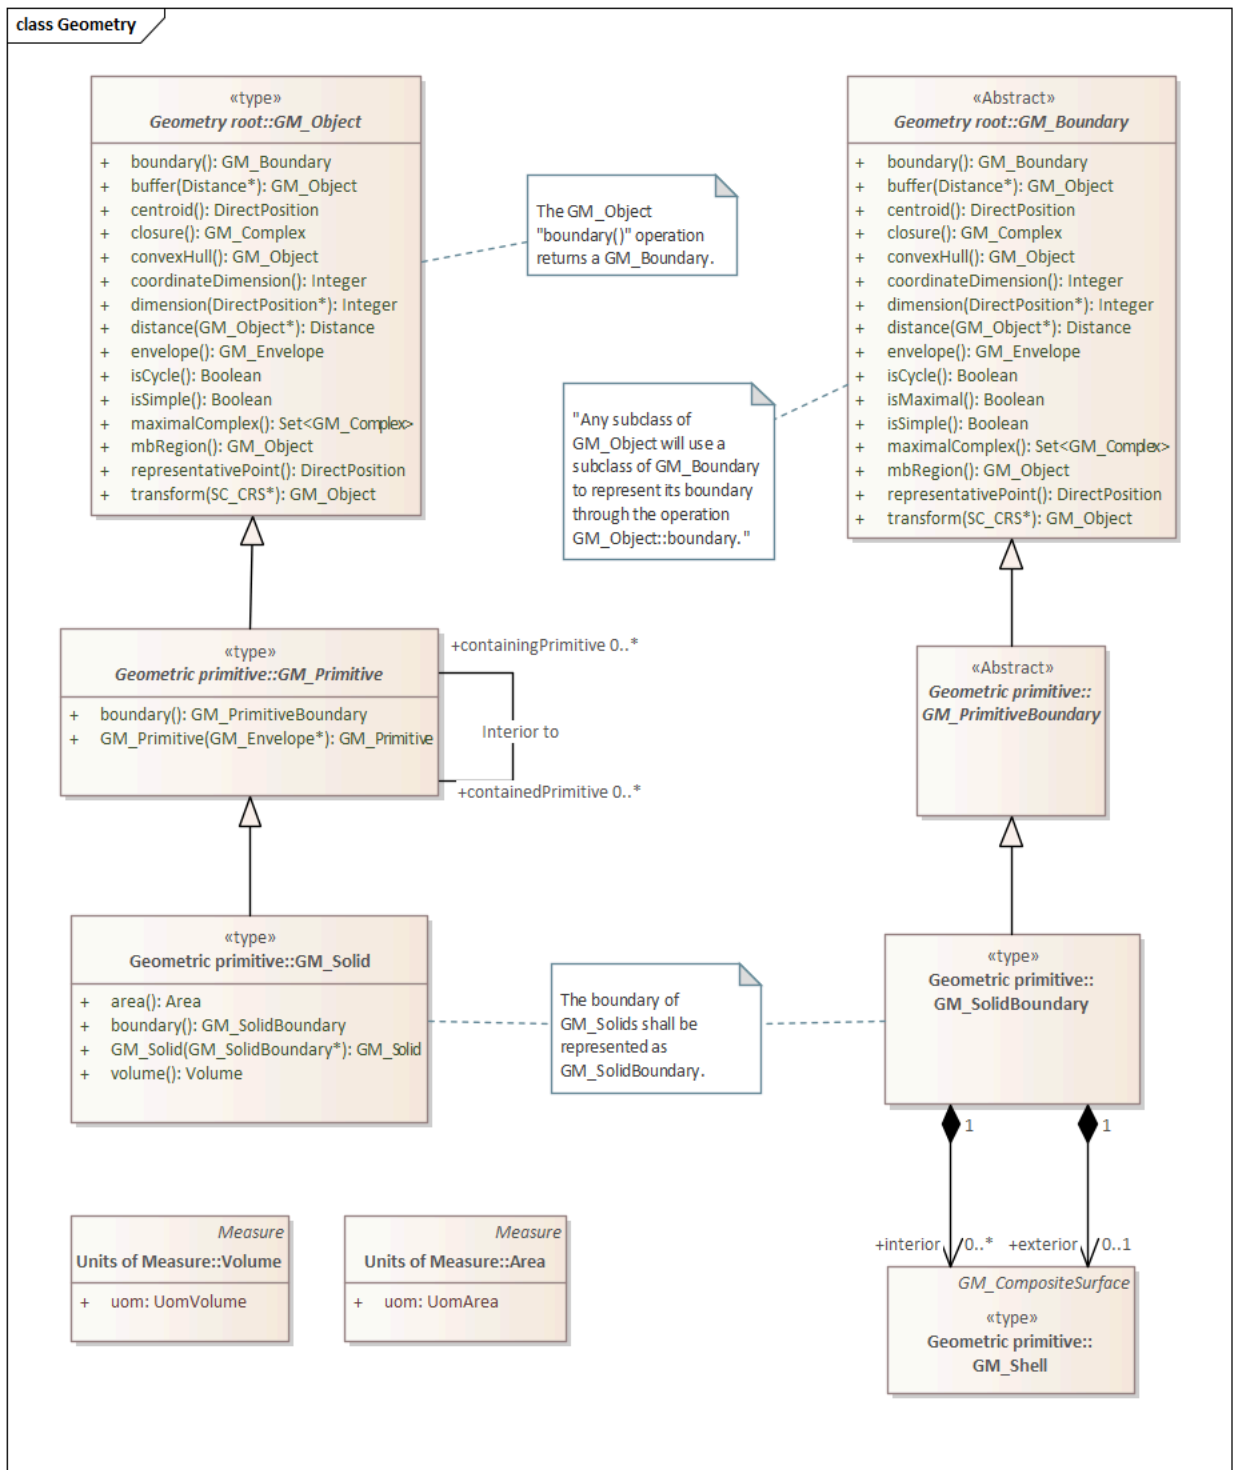 class Geometry
«type»
Geometry root::GM_Object
+ boundary(): GM_Boundary
+ buffer(Distance*): GM_Object
+ centroid(): DirectPosition
+ closure(): GM_Complex
+ convexHull(): GM_Object
+ coordinateDimension(): Integer
+ dimension(DirectPosition*): Integer
+ distance(GM_Object*): Distance
+ envelope(): GM_Envelope
+ isCycle(): Boolean
+ isSimple(): Boolean
+ maximalComplex(): Set<GM_Complex>
+ mbRegion(): GM_Object
+ representativePoint(): DirectPosition
+ transform(SC_CRS*): GM_Object
The GM_Object
"boundary()" operation
returns a GM_Boundary.
«Abstract»
Geometry root::GM_Boundary
+ boundary(): GM_Boundary
+ buffer(Distance*): GM_Object
+ centroid(): DirectPosition
+ closure(): GM_Complex
+ convexHull(): GM_Object
+ coordinateDimension(): Integer
+ dimension(DirectPosition*): Integer
+ distance(GM_Object*): Distance
+ envelope(): GM_Envelope
+ isCycle(): Boolean
+ isMaximal(): Boolean
+ isSimple(): Boolean
+ maximalComplex(): Set<GM_Complex>
+ mbRegion(): GM_Object
+ representativePoint(): DirectPosition
+ transform(SC_CRS*): GM_Object
"Any subclass of
GM_Object will use a
subclass of GM_Boundary
to represent its boundary
through the operation
GM_Object::boundary."
«type»
Geometric primitive::GM_Primitive
+ boundary(): GM_PrimitiveBoundary
+ GM_Primitive(GM_Envelope*): GM_Primitive
+containingPrimitive 0..*
Interior to
+containedPrimitive 0..*
«Abstract»
Geometric primitive::
GM_PrimitiveBoundary
«type»
Geometric primitive::GM_Solid
+ area(): Area
+ boundary(): GM_SolidBoundary
+ GM_Solid(GM_SolidBoundary*): GM_Solid
+ volume(): Volume
The boundary of
GM_Solids shall be
represented as
GM_SolidBoundary.
«type»
Geometric primitive::
GM_SolidBoundary
1
1
+interior
0..*
+exterior
0..1
Measure
Units of Measure::Volume
+ uom: UomVolume
Measure
Units of Measure::Area
+ uom: UomArea
GM_CompositeSurface
«type»
Geometric primitive::
GM_Shell